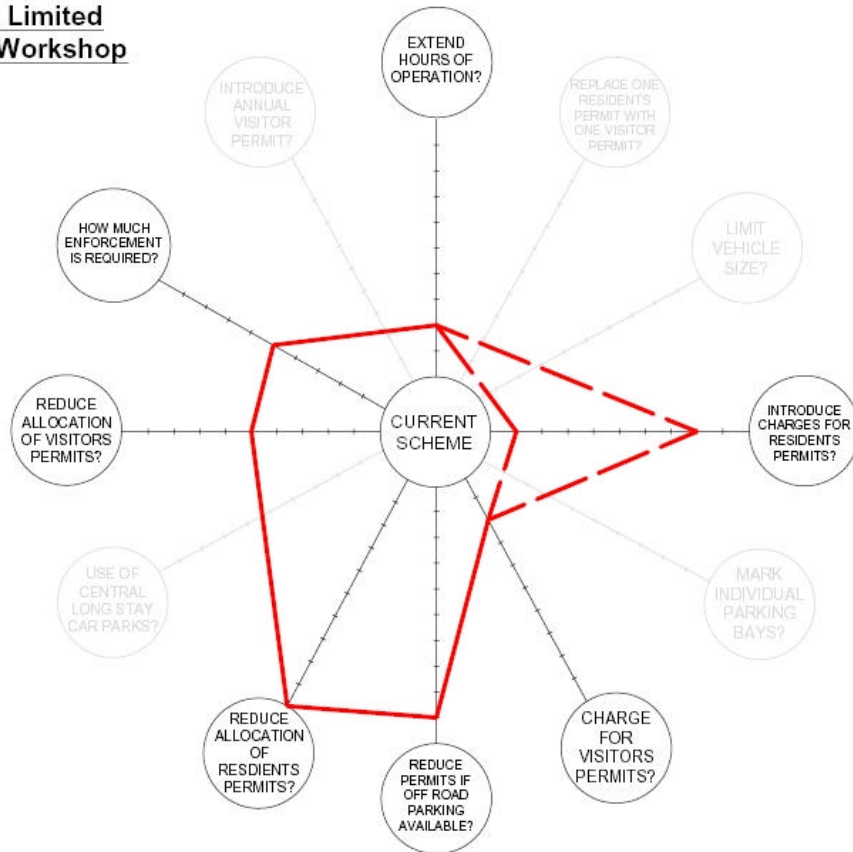 Limited
Workshop
EXTEND
HOURS OF
OPERATION?
INTRODUCE
ANNUAL
VISITOR
PERMIT?
REPLACE ONE
RESIDENTS
PERMIT WITH
ONE VISITOR
PERMIT?
HOW MUCH
ENFORCEMENT
IS REQUIRED?
LIMIT
VEHICLE
SIZE?
REDUCE
ALLOCATION
OF VISITORS
PERMITS?
CURRENT
SCHEME
INTRODUCE
CHARGES FOR
RESIDENTS
PERMITS?
USE OF
CENTRAL
LONG STAY
CAR PARKS?
MARK
INDIVIDUAL
PARKING
BAYS?
REDUCE
ALLOCATION
OF
RESDIENTS
PERMITS?
REDUCE
PERMITS IF
OFF ROAD
PARKING
AVAILABLE?
CHARGE
FOR
VISITORS
PERMITS?